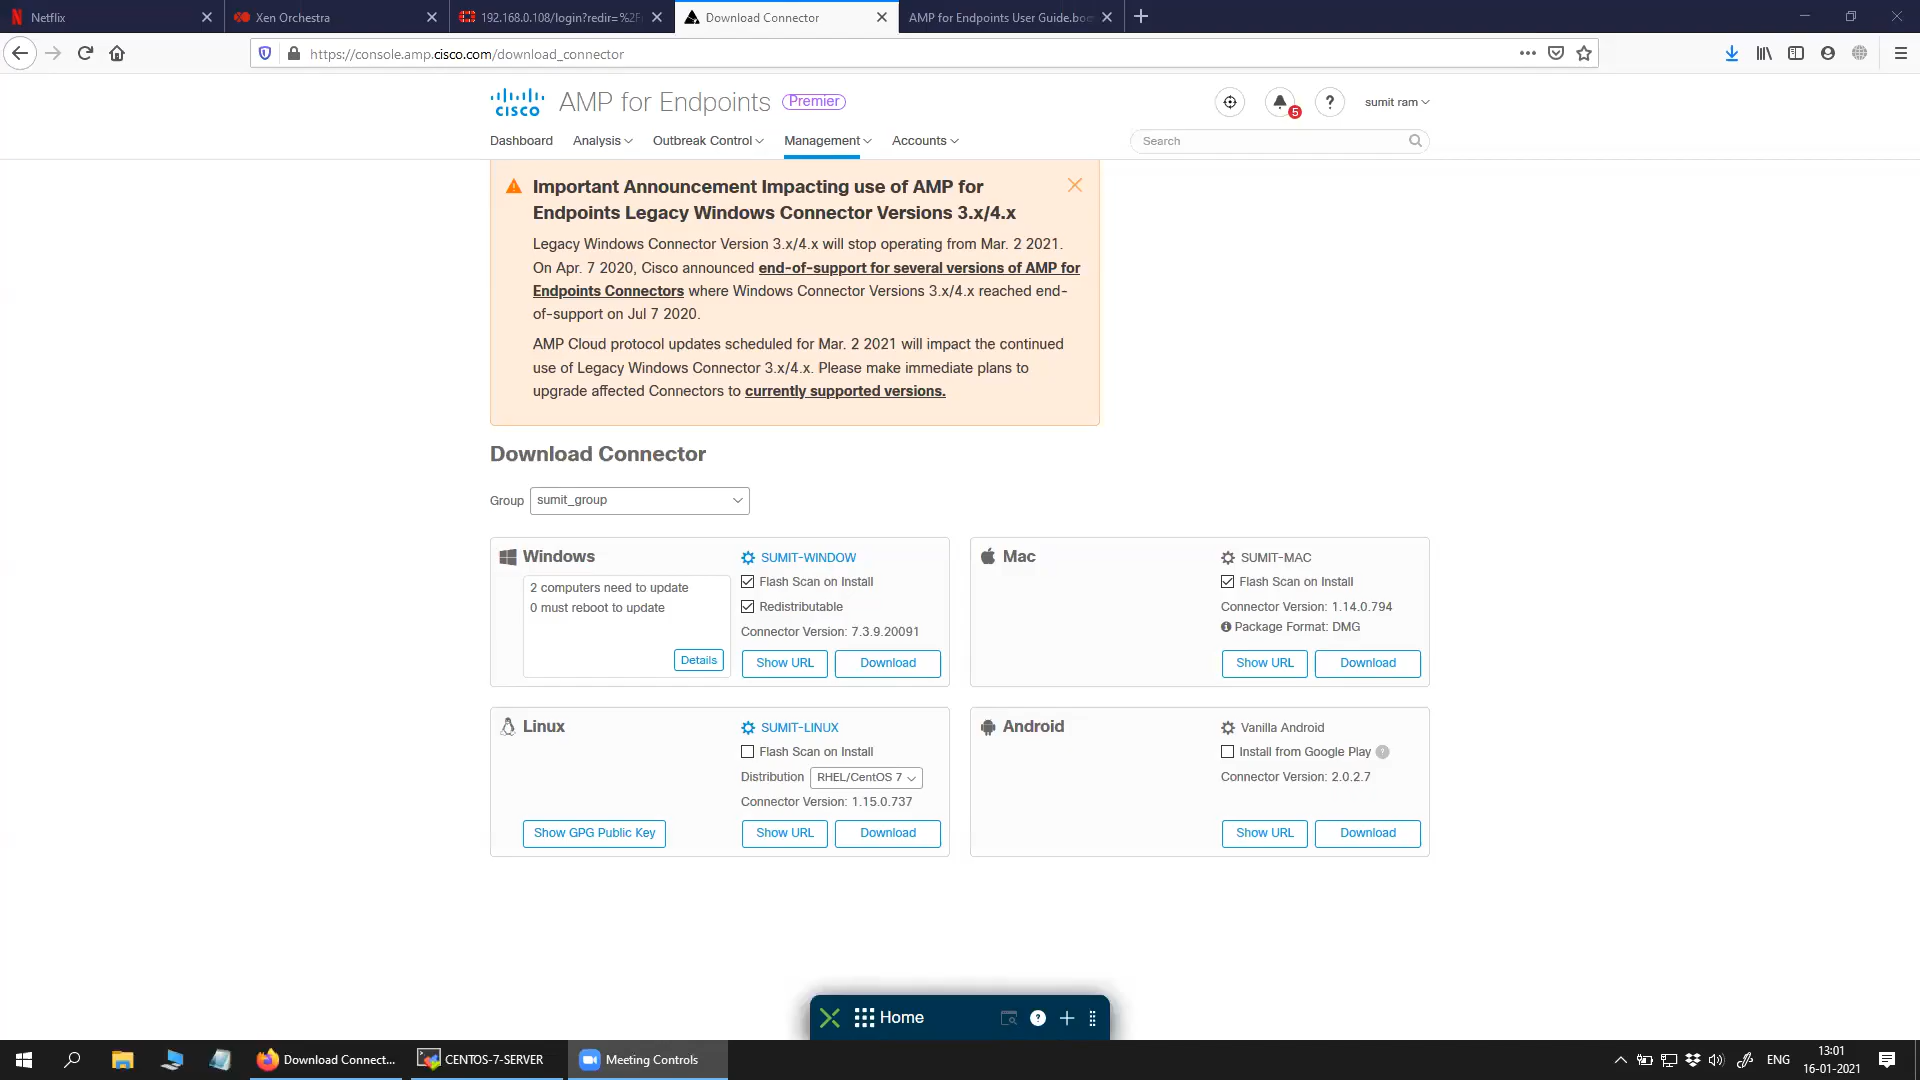 Netflix
Xen Orchestra
192.168.0.108/login?redir=%2F
Download Connector
AMP for Endpoints User Guide.boo
https://console.amp.cisco.com/download_connector
cisco
AMP for Endpoints
Premier
5
?
sumit ram
Dashboard
Analysis
Outbreak Control
Management
Accounts
Search
Important Announcement Impacting use of AMP for
Endpoints Legacy Windows Connector Versions 3.x/4.x
Legacy Windows Connector Version 3.x/4.x will stop operating from Mar. 2 2021.
On Apr. 7 2020, Cisco announced end-of-support for several versions of AMP for
Endpoints Connectors where Windows Connector Versions 3.x/4.x reached end-
of-support on Jul 7 2020.
AMP Cloud protocol updates scheduled for Mar. 2 2021 will impact the continued
use of Legacy Windows Connector 3.x/4.x. Please make immediate plans to
upgrade affected Connectors to currently supported versions.
Download Connector
Group
sumit_group
Windows
2 computers need to update
0 must reboot to update
Details
SUMIT-WINDOW
Flash Scan on Install
Redistributable
Connector Version: 7.3.9.20091
Show URL
Download
Mac
SUMIT-MAC
Flash Scan on Install
Connector Version: 1.14.0.794
Package Format: DMG
Show URL
Download
Linux
Show GPG Public Key
SUMIT-LINUX
Flash Scan on Install
Distribution
RHEL/CentOS 7
Connector Version: 1.15.0.737
Show URL
Download
Android
Vanilla Android
Install from Google Play
?
Connector Version: 2.0.2.7
Show URL
Download
Home
?
Download Connect...
CENTOS-7-SERVER
Meeting Controls
ENG
13:01
16-01-2021